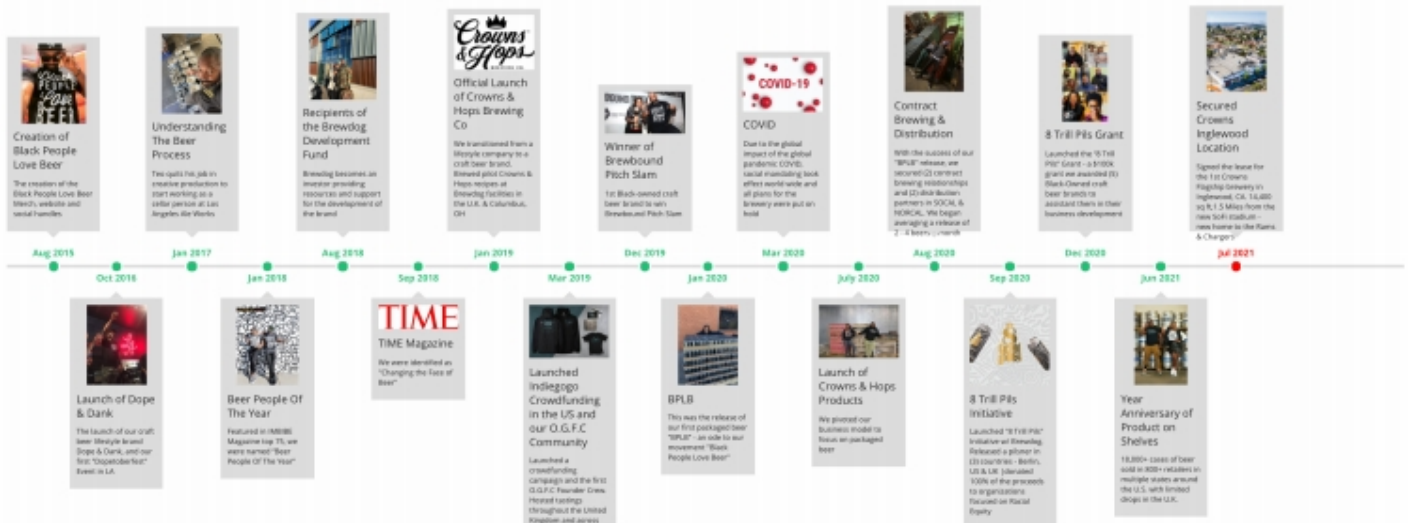 Creation of
Black People
Love Beer
The creation of the
Black People Love Beer
Merch, website and
social handles
Aug 2015
Launch of Dope
& Dank
The launch of our craft
beer lifestyle brand
Dope & Dank, and our
first "Dopetoberfest"
Event in LA
Oct 2016
Understanding
The Beer
Process
Teo quits his job in
creative production to
start working as a
cellar person at Los
Angeles Ale Works
Jan 2017
Beer People Of
The Year
Featured in IMBIBE
Magazine top 75, we
were named "Beer
People Of The Year"
Jan 2018
Recipients of
the Brewdog
Development
Fund
Brewdog becomes an
investor providing
resources and support
for the development of
the brand
Aug 2018
TIME
TIME Magazine
We were identified as
"Changing the Face of
Beer"
Sep 2018
Crowns
& Hops
Official Launch
of Crowns &
Hops Brewing
Co
We transitioned from a
lifestyle company to a
craft beer brand.
Brewed pilot Crowns &
Hops recipes at
Brewdog facilities in
the U.K. & Columbus,
OH
Jan 2019
Launched
Indiegogo
Crowdfunding
in the US and
our O.G.F.C
Community
Launched a
crowdfunding
campaign and the first
O.G.F.C Founder Crew.
Hosted tastings
throughout the United
Kingdom and across
Mar 2019
Winner of
Brewbound
Pitch Slam
1st Black-owned craft
beer brand to win
Brewbound Pitch Slam
Dec 2019
BPLB
This was the release of
our first packaged beer
"BPLB" - an ode to our
movement "Black
People Love Beer"
Jan 2020
COVID-19
COVID
Due to the global
impact of the global
pandemic COVID,
social mandating took
effect world wide and
all plans for the
brewery were put on
hold
Mar 2020
Launch of
Crowns & Hops
Products
We pivoted our
business model to
focus on packaged
beer
July 2020
Contract
Brewing &
Distribution
With the success of our
"BPLB" release, we
secured (2) contract
brewing relationships
and (2) distribution
partners in SOCAL &
NORCAL. We began
averaging a release of
2 - 4 beers / month
Aug 2020
8 Trill Pils
Initiative
Launched "8 Trill Pils"
Initiative w/ Brewdog.
Released a pilsner in
(3) countries - Berlin,
US & UK (donated
100% of the proceeds
to organizations
focused on Racial
Equity
Sep 2020
8 Trill Pils Grant
Launched the "8 Trill
Pils" Grant - a $100k
grant we awarded (5)
Black-Owned craft
beer brands to
assistant them in their
business development
Dec 2020
Year
Anniversary of
Product on
Shelves
10,000+ cases of beer
sold in 800+ retailers in
multiple states around
the U.S. with limited
drops in the U.K.
Jun 2021
Secured
Crowns
Inglewood
Location
Signed the lease for
the 1st Crowns
Flagship brewery in
Inglewood, CA. 14,400
sq ft,1.5 Miles from the
new SoFi stadium -
new home to the Rams
& Chargers
Jul 2021